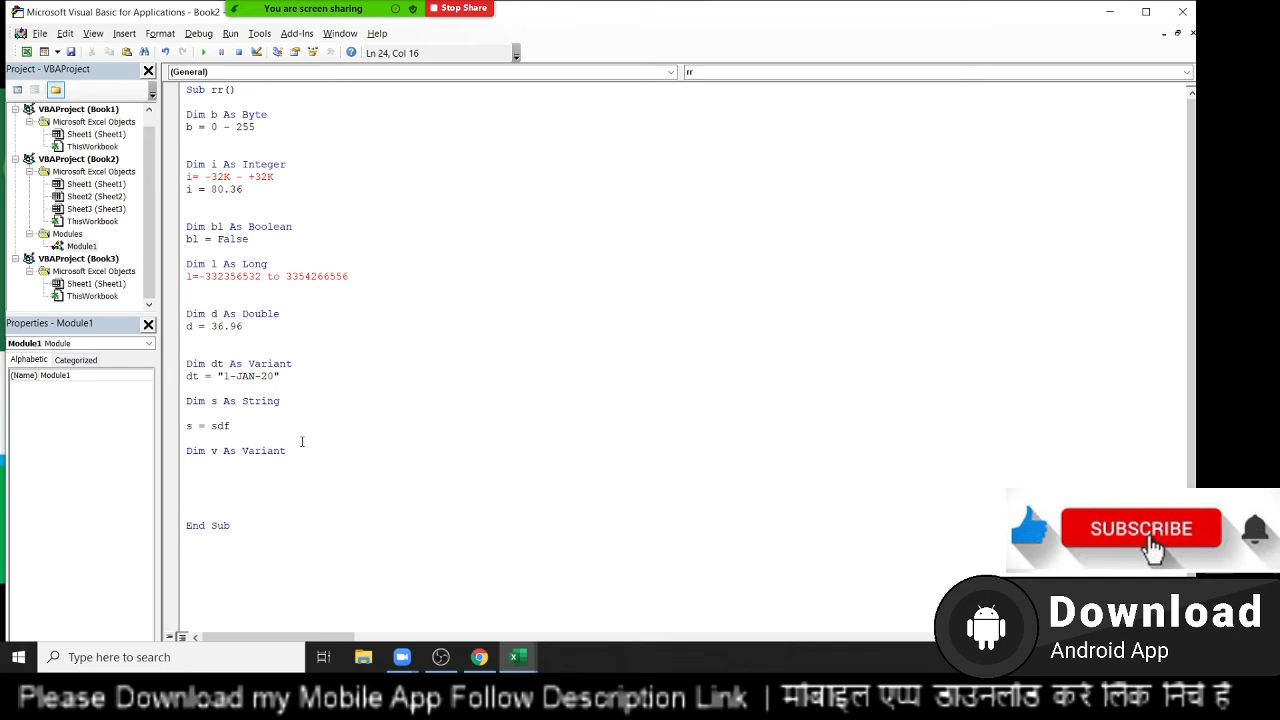 Microsoft Visual Basic for Applications - Book2
You are screen sharing
Stop Share
File Edit View Insert Format Debug Run Tools Add-Ins Window Help
Ln 24, Col 16
Project - VBAProject
(General)
rr
VBAProject (Book1)
Microsoft Excel Objects
Sheet1 (Sheet1)
ThisWorkbook
VBAProject (Book2)
Microsoft Excel Objects
Sheet1 (Sheet1)
Sheet2 (Sheet2)
Sheet3 (Sheet3)
ThisWorkbook
Modules
Module1
VBAProject (Book3)
Microsoft Excel Objects
Sheet1 (Sheet1)
ThisWorkbook
Properties - Module1
Module1 Module
Alphabetic Categorized
(Name) Module1
Sub rr()
Dim b As Byte
b = 0 - 255
Dim i As Integer
i= -32K - +32K
i = 80.36
Dim bl As Boolean
bl = False
Dim l As Long
l=-332356532 to 3354266556
Dim d As Double
d = 36.96
Dim dt As Variant
dt = "1-JAN-20"
Dim s As String
s = sdf
Dim v As Variant
End Sub
SUBSCRIBE
Download
Android App
Type here to search
Please Download my Mobile App Follow Description Link | मोबाइल एप्प डाउनलोड करे लिंक निचे है